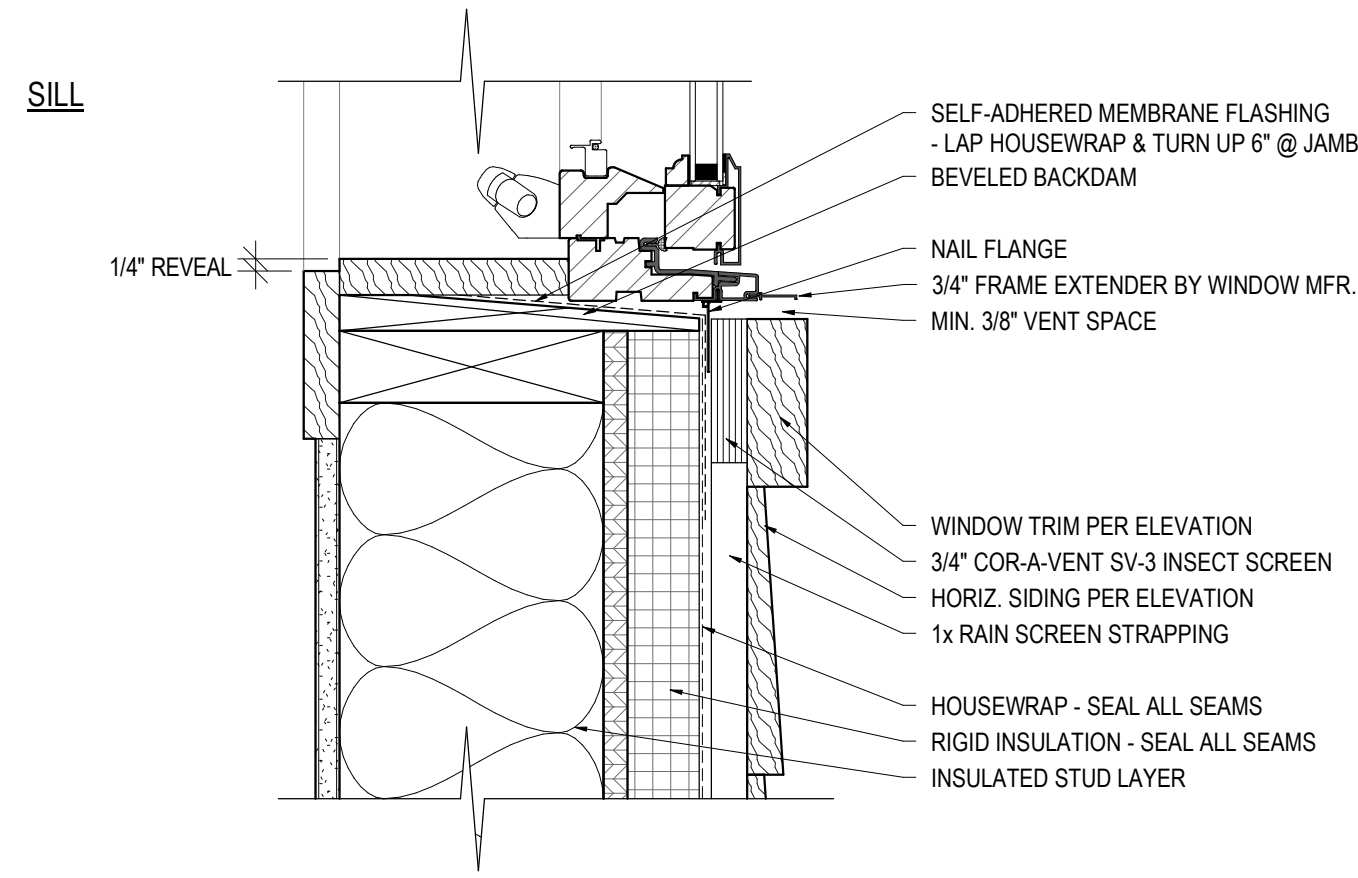 SILL
SELF-ADHERED MEMBRANE FLASHING
- LAP HOUSEWRAP & TURN UP 6" @ JAMB
BEVELED BACKDAM
NAIL FLANGE
1/4" REVEAL
3/4" FRAME EXTENDER BY WINDOW MFR.
MIN. 3/8" VENT SPACE
WINDOW TRIM PER ELEVATION
3/4" COR-A-VENT SV-3 INSECT SCREEN
HORIZ. SIDING PER ELEVATION
1x RAIN SCREEN STRAPPING
HOUSEWRAP - SEAL ALL SEAMS
RIGID INSULATION - SEAL ALL SEAMS
INSULATED STUD LAYER